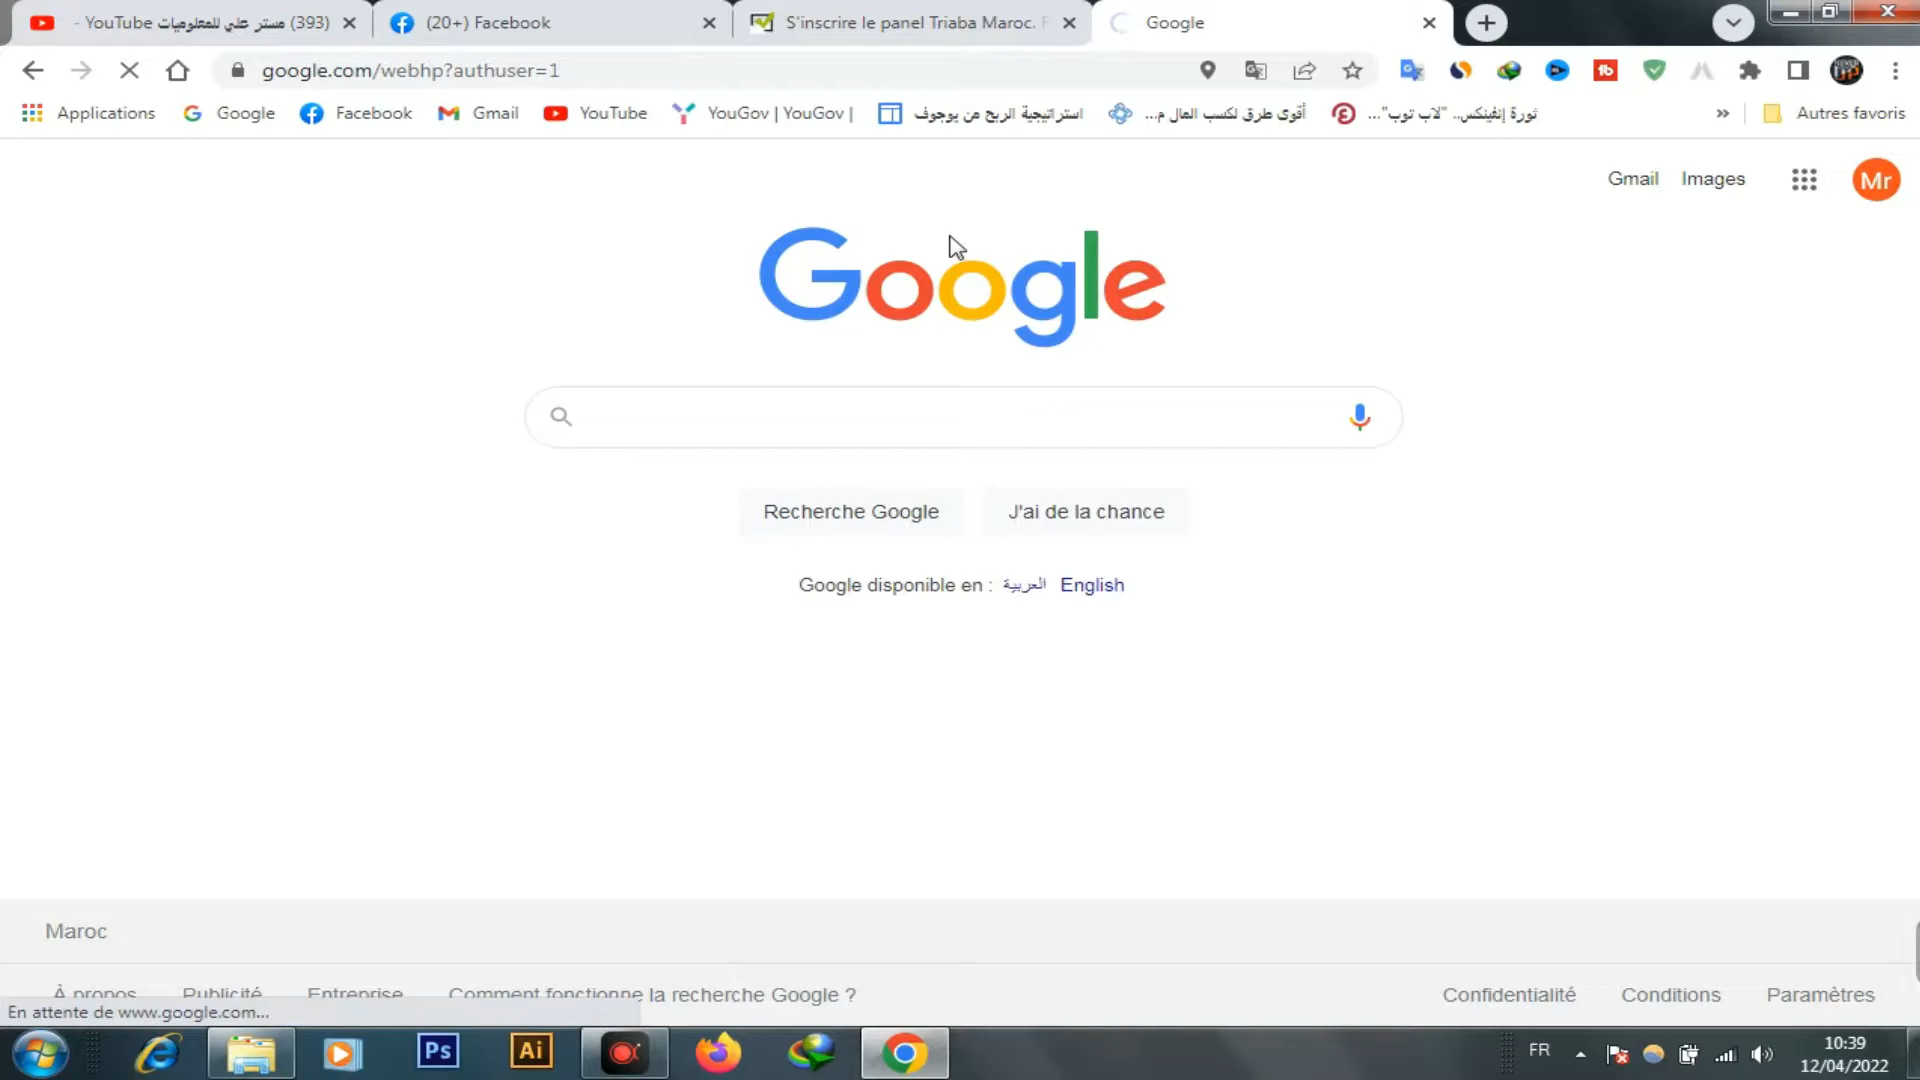 (393) مستر علي للمعلوميات - YouTube
(20+) Facebook
S'inscrire le panel Triaba Maroc.
Google
google.com/webhp?authuser=1
Applications
Google
Facebook
Gmail
YouTube
YouGov | YouGov |
استراتيجية الربح من يوجوف
أقوى طرق لكسب المال م...
ثورة إنفينكس.. "لاب توب"...
»
Autres favoris
Gmail
Images
Mr
Google
Recherche Google
J'ai de la chance
Google disponible en : العربية English
Maroc
À propos
Publicité
Entreprise
Comment fonctionne la recherche Google ?
Confidentialité
Conditions
Paramètres
En attente de www.google.com...
Ps
Ai
FR
10:39
12/04/2022